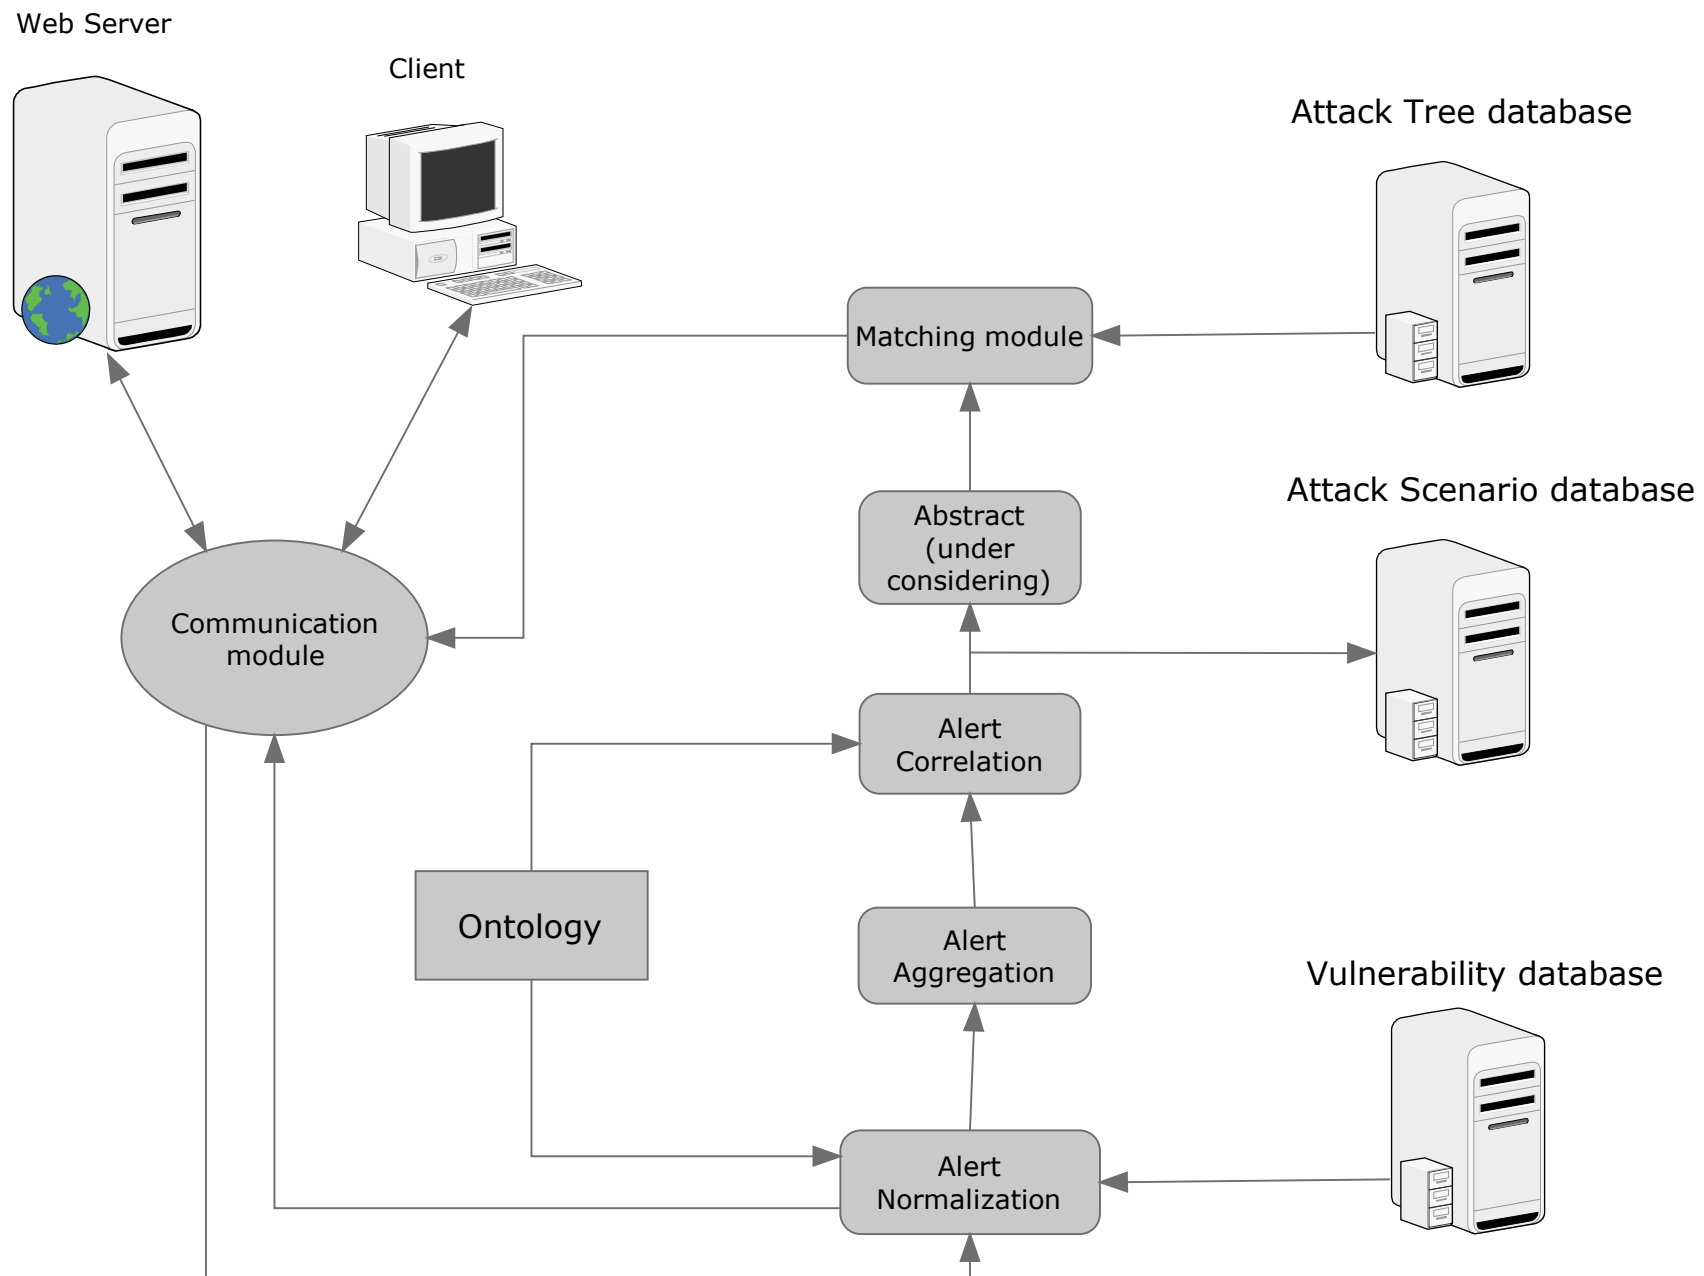 Web Server
Client
Attack Tree database
Matching module
Attack Scenario database
Abstract
(under
considering)
Communication
module
Alert
Correlation
Ontology
Alert
Aggregation
Vulnerability database
Alert
Normalization